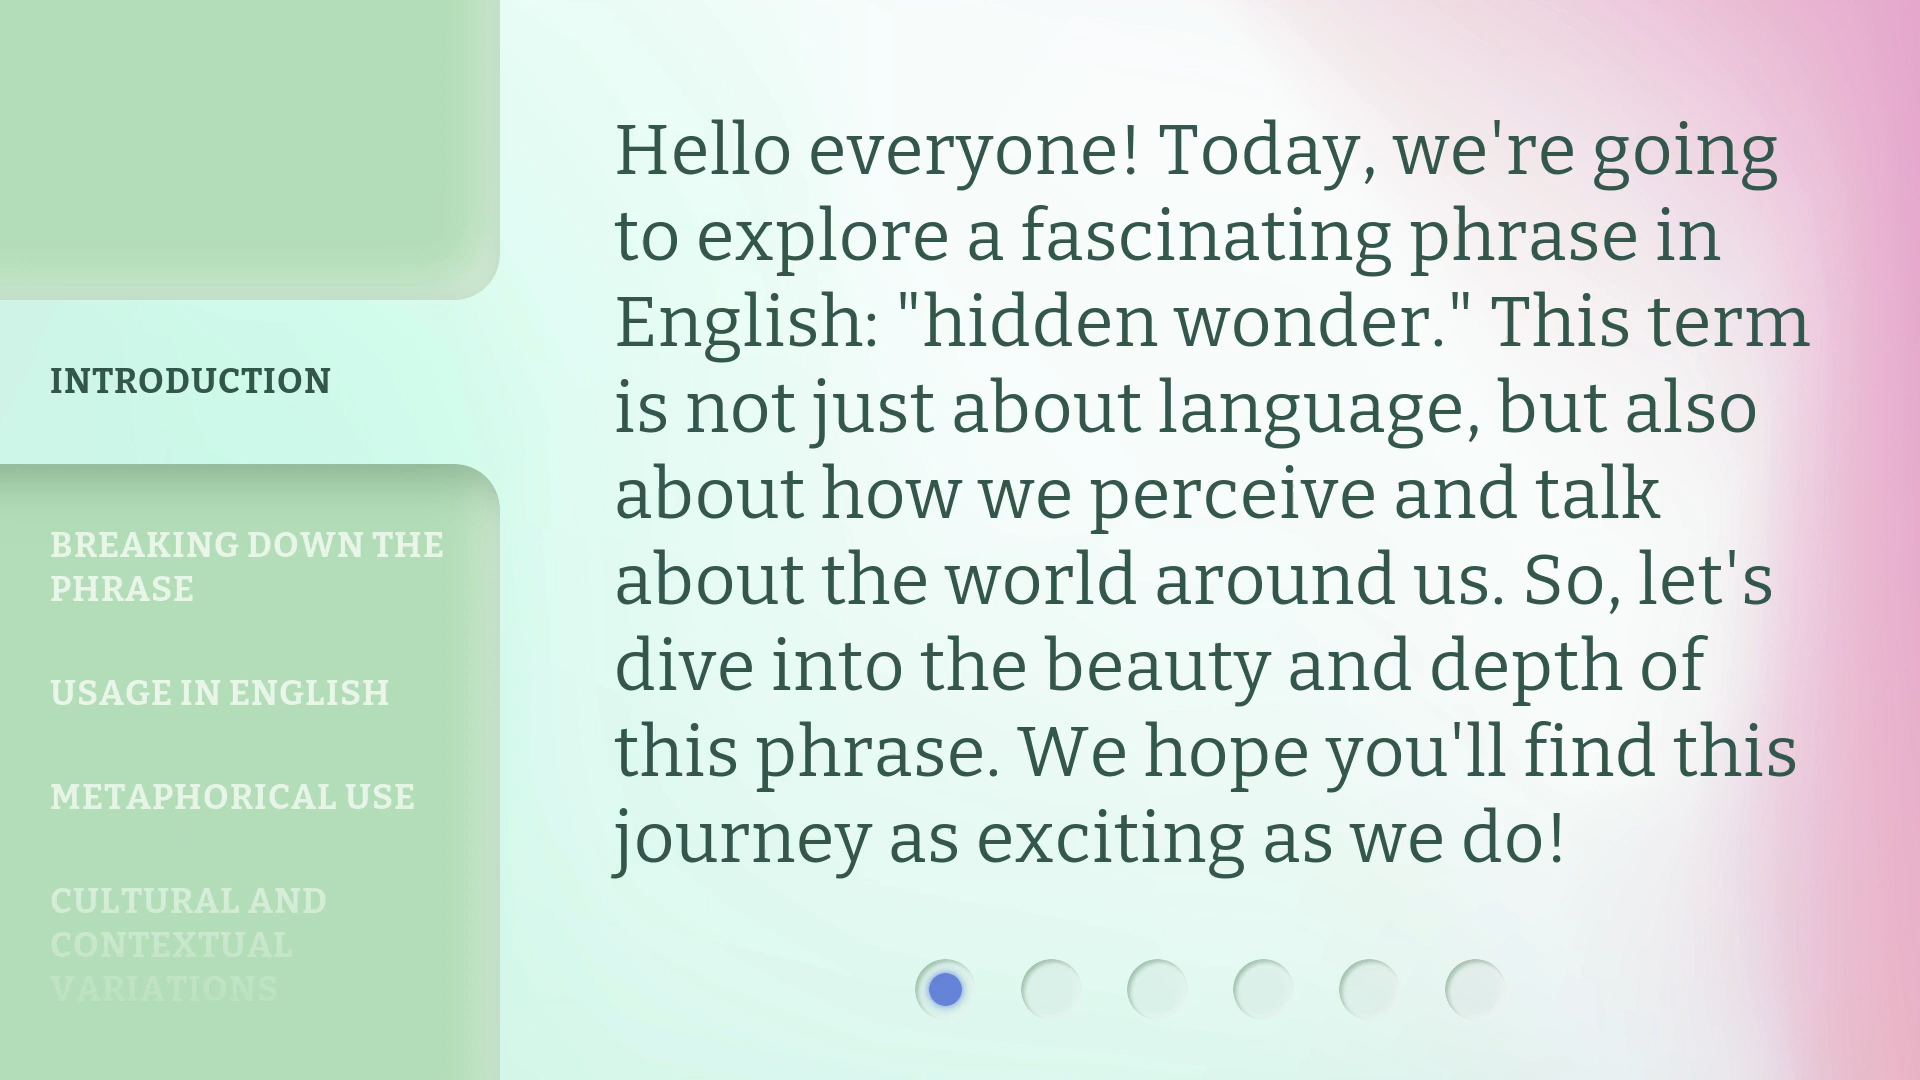 INTRODUCTION
BREAKING DOWN THE
PHRASE
USAGE IN ENGLISH
METAPHORICAL USE
CULTURAL AND
CONTEXTUAL
VARIATIONS
Hello everyone! Today, we're going
to explore a fascinating phrase in
English: "hidden wonder." This term
is not just about language, but also
about how we perceive and talk
about the world around us. So, let's
dive into the beauty and depth of
this phrase. We hope you'll find this
journey as exciting as we do!